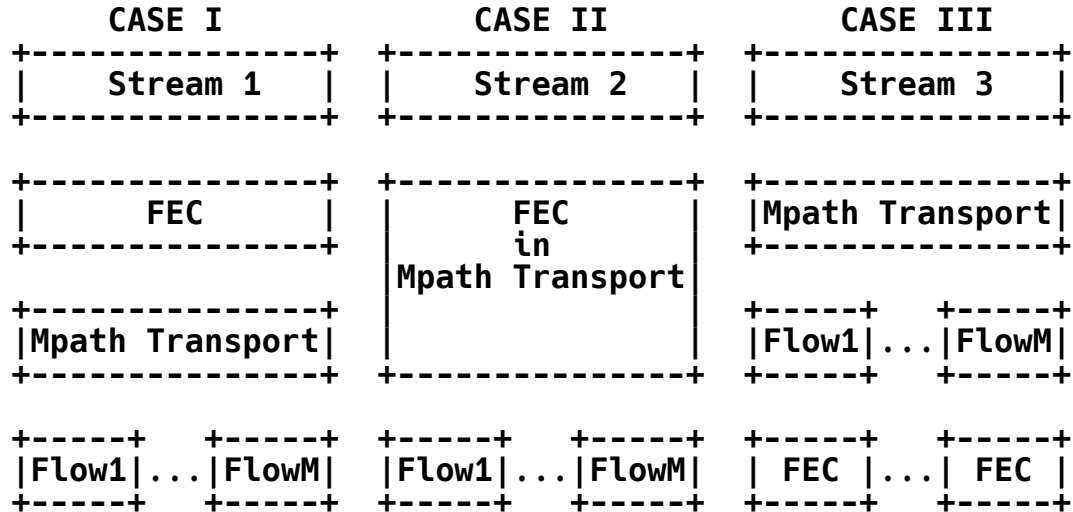 CASE I CASE II CASE III
+---------------+ +---------------+ +---------------+
| Stream 1 | | Stream 2 | | Stream 3 |
+---------------+ +---------------+ +---------------+
+---------------+ +---------------+ +---------------+
| FEC | | FEC | |Mpath Transport|
+---------------+ | in | +---------------+
|Mpath Transport|
+---------------+ | | +-----+ +-----+
|Mpath Transport| | | |Flow1|...|FlowM|
+---------------+ +---------------+ +-----+ +-----+
+-----+ +-----+ +-----+ +-----+ +-----+ +-----+
|Flow1|...|FlowM| |Flow1|...|FlowM| | FEC |...| FEC |
+-----+ +-----+ +-----+ +-----+ +-----+ +-----+